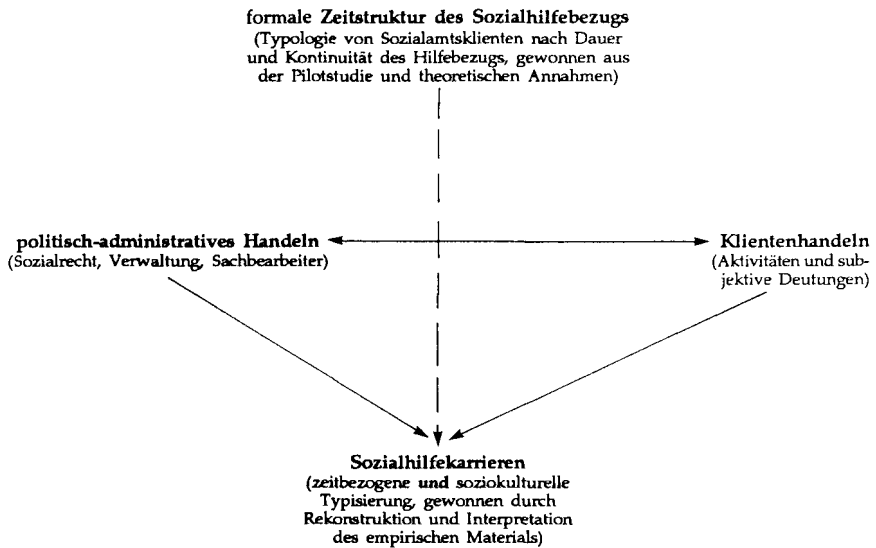 formale Zeitstruktur des Sozialhilfebezugs
(Typologie von Sozialamtsklienten nach Dauer
und Kontinuität des Hilfebezugs, gewonnen aus
der Pilotstudie und theoretischen Annahmen)
politisch-administratives Handeln
(Sozialrecht, Verwaltung, Sachbearbeiter)
Klientenhandeln
(Aktivitäten und sub-
jektive Deutungen)
Sozialhilfekarrieren
(zeitbezogene und soziokulturelle
Typisierung, gewonnen durch
Rekonstruktion und Interpretation
des empirischen Materials)